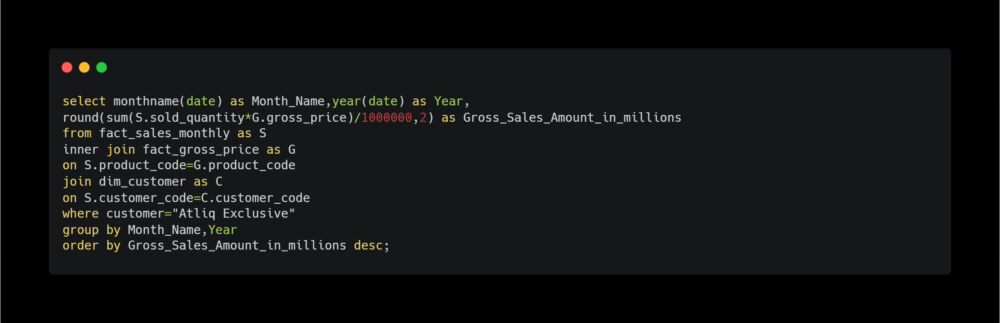 select monthname(date) as Month_Name,year(date) as Year,
round(sum(S.sold_quantity*G.gross_price)/1000000,2) as Gross_Sales_Amount_in_millions
from fact_sales_monthly as S
inner join fact_gross_price as G
on S.product_code=G.product_code
join dim_customer as C
on S.customer_code=C.customer_code
where customer="Atliq Exclusive"
group by Month_Name,Year
order by Gross_Sales_Amount_in_millions desc;